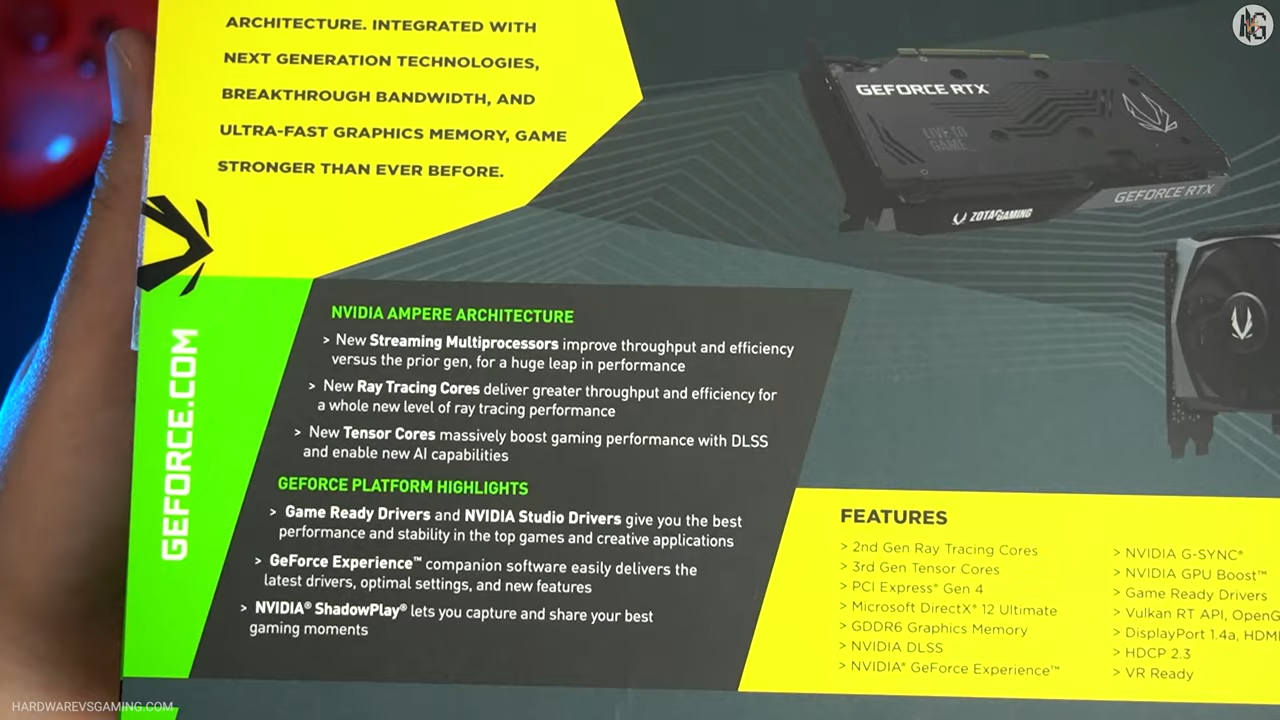 ARCHITECTURE. INTEGRATED WITH
NEXT GENERATION TECHNOLOGIES,
BREAKTHROUGH BANDWIDTH, AND
ULTRA-FAST GRAPHICS MEMORY, GAME
STRONGER THAN EVER BEFORE.
GEFORCE RTX
LIVE TO
GAME
ZOTAC GAMING
GEFORCE RTX
GEFORCE.COM
NVIDIA AMPERE ARCHITECTURE
> New Streaming Multiprocessors improve throughput and efficiency
versus the prior gen, for a huge leap in performance
> New Ray Tracing Cores deliver greater throughput and efficiency for
a whole new level of ray tracing performance
> New Tensor Cores massively boost gaming performance with DLSS
and enable new AI capabilities
GEFORCE PLATFORM HIGHLIGHTS
> Game Ready Drivers and NVIDIA Studio Drivers give you the best
performance and stability in the top games and creative applications
> GeForce Experience™ companion software easily delivers the
latest drivers, optimal settings, and new features
> NVIDIA® ShadowPlay® lets you capture and share your best
gaming moments
FEATURES
> 2nd Gen Ray Tracing Cores
> 3rd Gen Tensor Cores
> PCI Express® Gen 4
> Microsoft DirectX® 12 Ultimate
> GDDR6 Graphics Memory
> NVIDIA DLSS
> NVIDIA® GeForce Experience™
> NVIDIA G-SYNC®
> NVIDIA GPU Boost™
> Game Ready Drivers
> Vulkan RT API, OpenG
> DisplayPort 1.4a, HDMI
> HDCP 2.3
> VR Ready
HARDWAREVSGAMING.COM